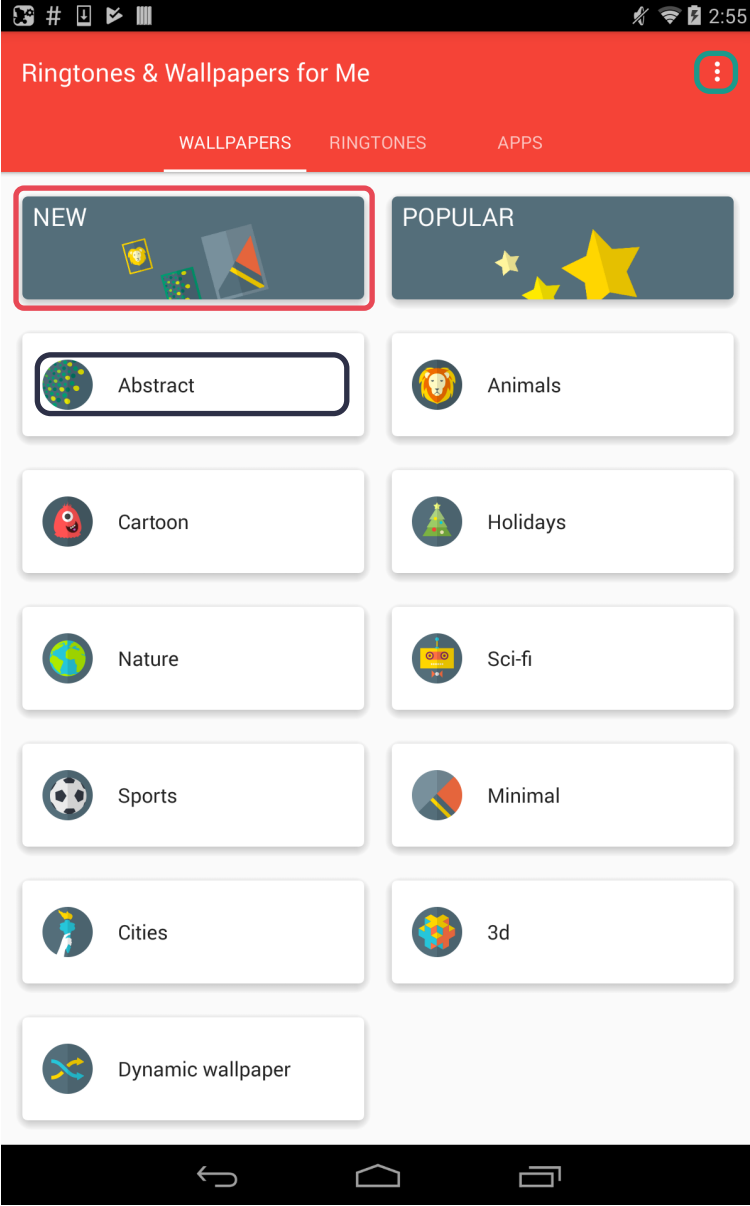 2:55
Ringtones & Wallpapers for Me
WALLPAPERS RINGTONES APPS
NEW POPULAR
Abstract Animals
Cartoon Holidays
Nature Sci-fi
Sports Minimal
Cities 3d
Dynamic wallpaper